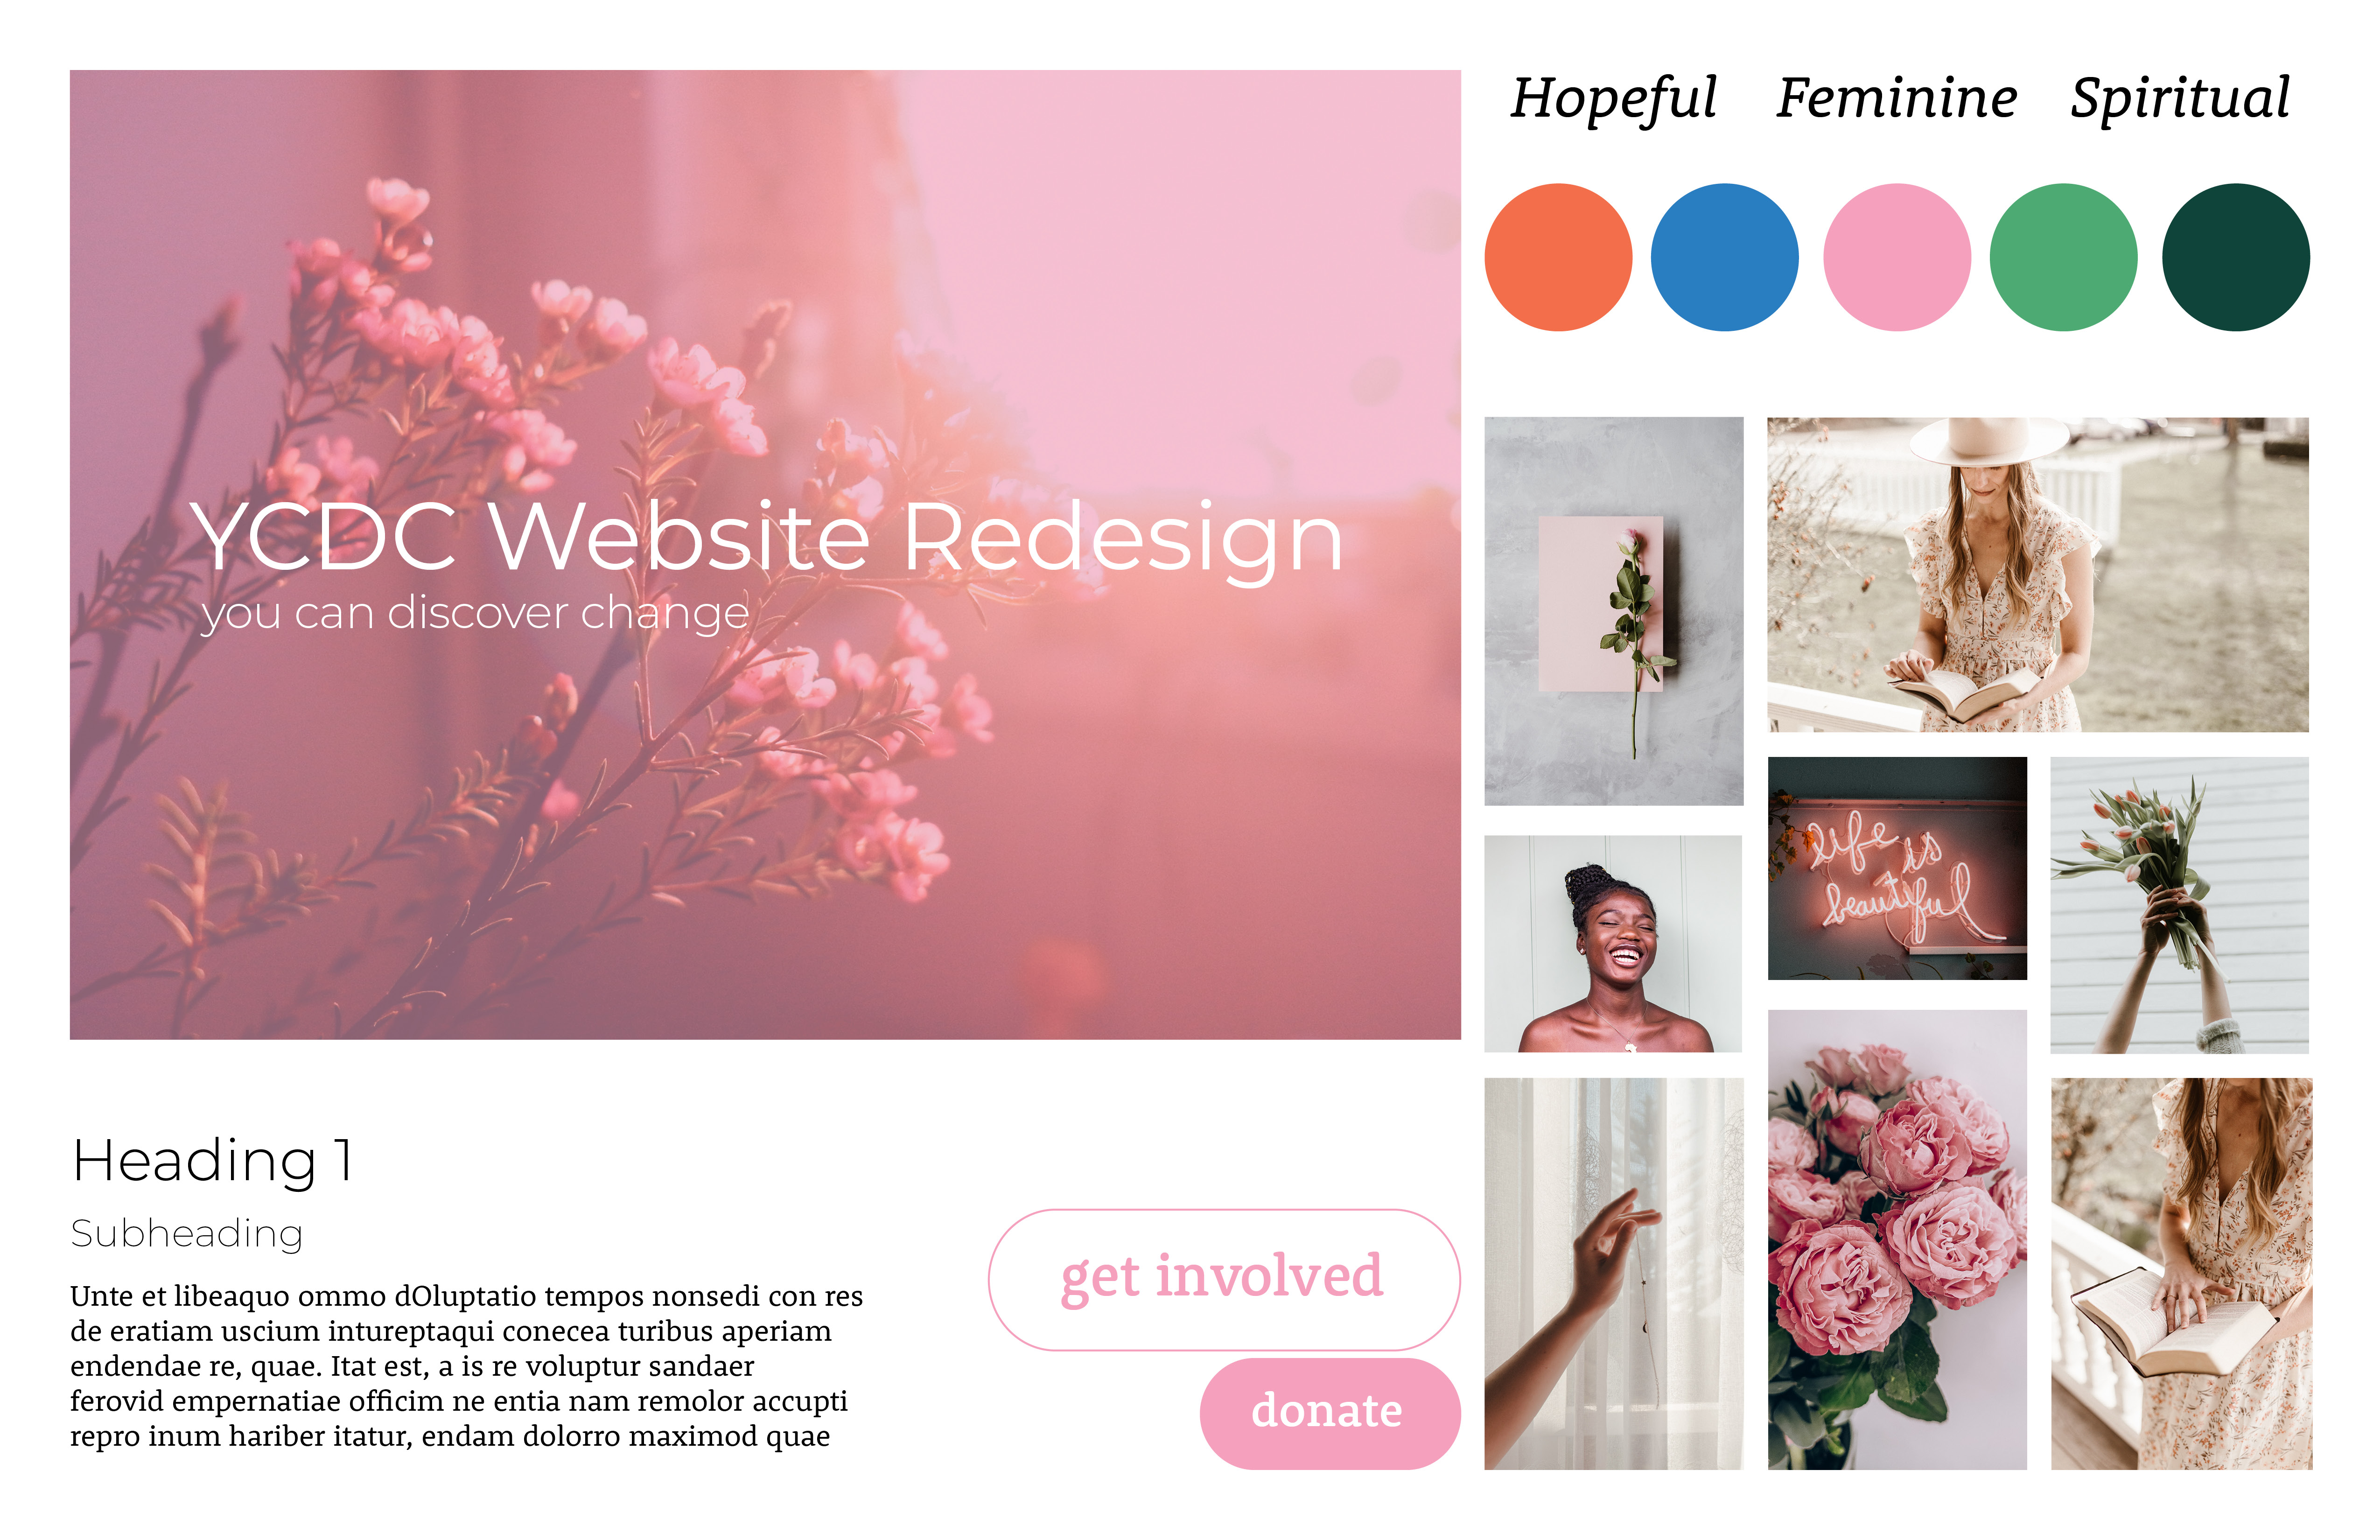 YCDC Website Redesign
you can discover change
Hopeful Feminine Spiritual
life is
beautiful
Heading 1
Subheading
Unte et libeaquo ommo dOluptatio tempos nonsedi con res
de eratiam uscium intureptaqui conecea turibus aperiam
endendae re, quae. Itat est, a is re voluptur sandaer
ferovid empernatiae officim ne entia nam remolor accupti
repro inum hariber itatur, endam dolorro maximod quae
get involved
donate